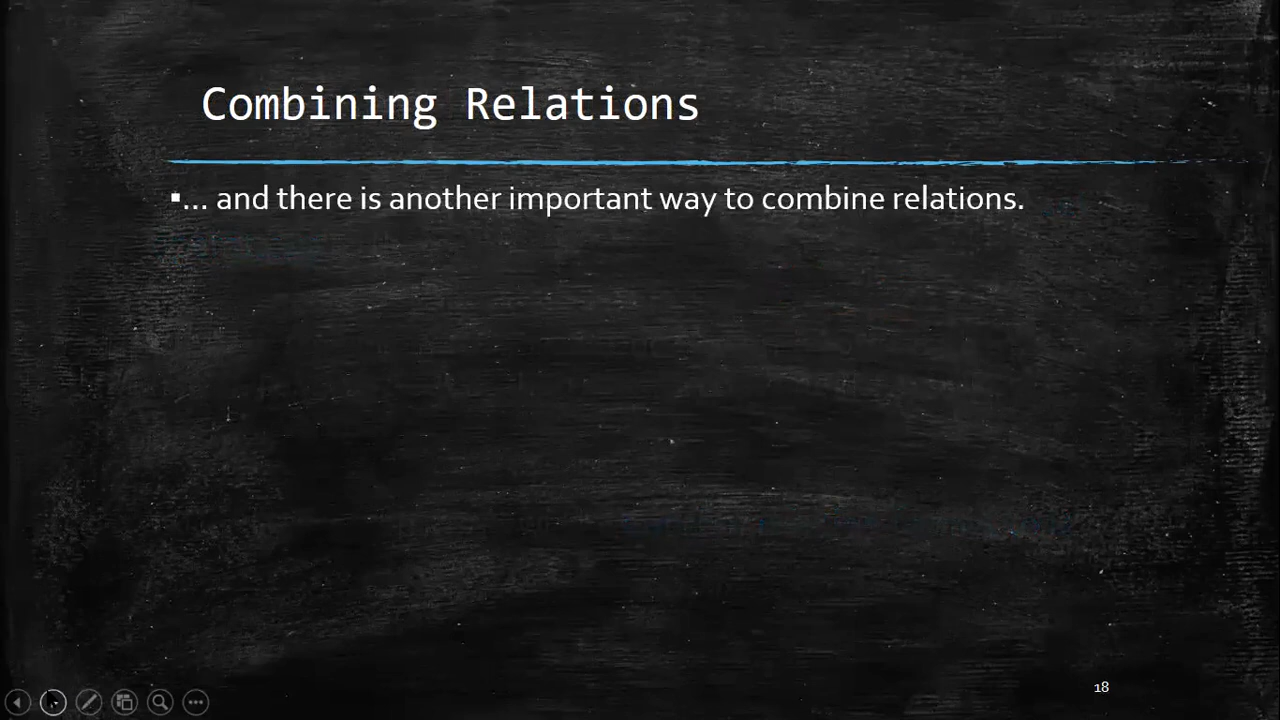 Combining Relations
▪... and there is another important way to combine relations.
18